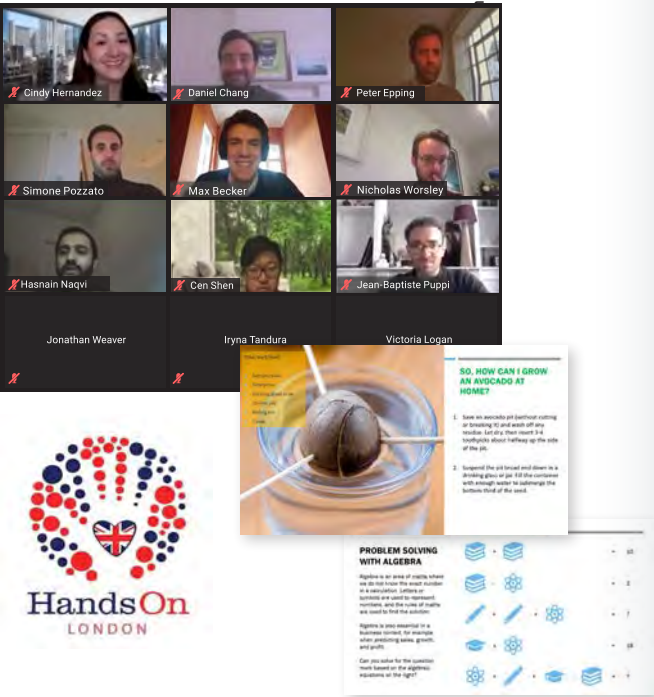 Cindy Hernandez
Daniel Chang
Peter Epping
Simone Pozzato
Max Becker
Nicholas Worsley
Hasnain Naqvi
Cen Shen
Jean-Baptiste Puppi
Jonathan Weaver
Iryna Tandura
Victoria Logan
SO, HOW CAN I GROW
AN AVOCADO AT
HOME?
1. Save an avocado pit (without cutting
or breaking it) and wash off any
residue. Let dry, then insert 3-4
toothpicks about halfway up the side
of the pit.
2. Suspend the pit broad end down in a
drinking glass or jar. Fill the container
with enough water to submerge the
bottom third of the seed.
HandsOn
LONDON
PROBLEM SOLVING
WITH ALGEBRA
Algebra is an area of maths where
we do not know the exact number
in a calculation. Letters or
symbols are used to represent
numbers, and the rules of maths
are used to find the solution.
Algebra is also essential in a
business context, for example
when predicting sales, growth,
and profit.
Can you solve for the question
mark based on the algebraic
equations on the right?